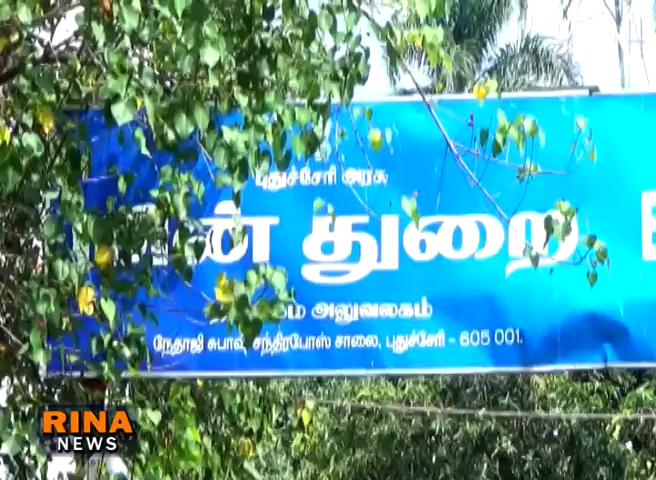 புதுச்சேரி அரசு
ன் துறை
அலுவலகம்
நேதாஜி சுபாஷ் சந்திரபோஸ் சாலை, புதுச்சேரி - 605 001.
RINA
NEWS